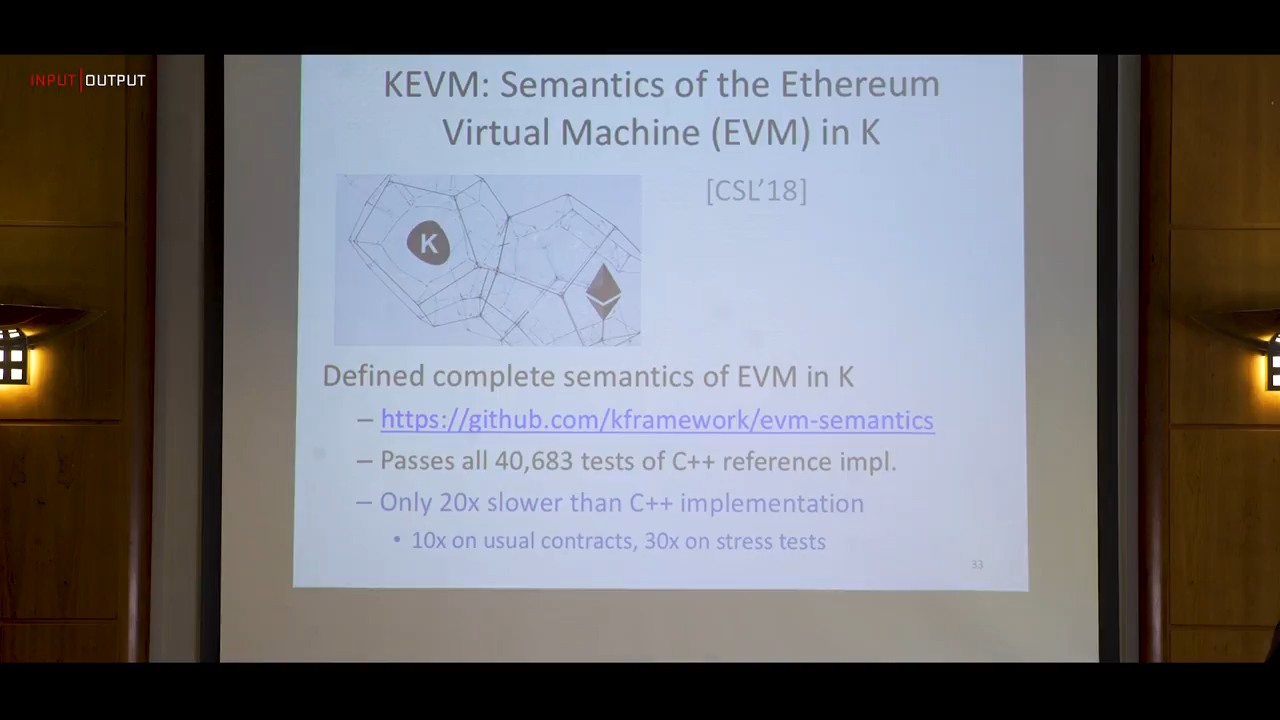 INPUT|OUTPUT
KEVM: Semantics of the Ethereum
Virtual Machine (EVM) in K
[CSL'18]
K
Defined complete semantics of EVM in K
– https://github.com/kframework/evm-semantics
– Passes all 40,683 tests of C++ reference impl.
– Only 20x slower than C++ implementation
• 10x on usual contracts, 30x on stress tests
33